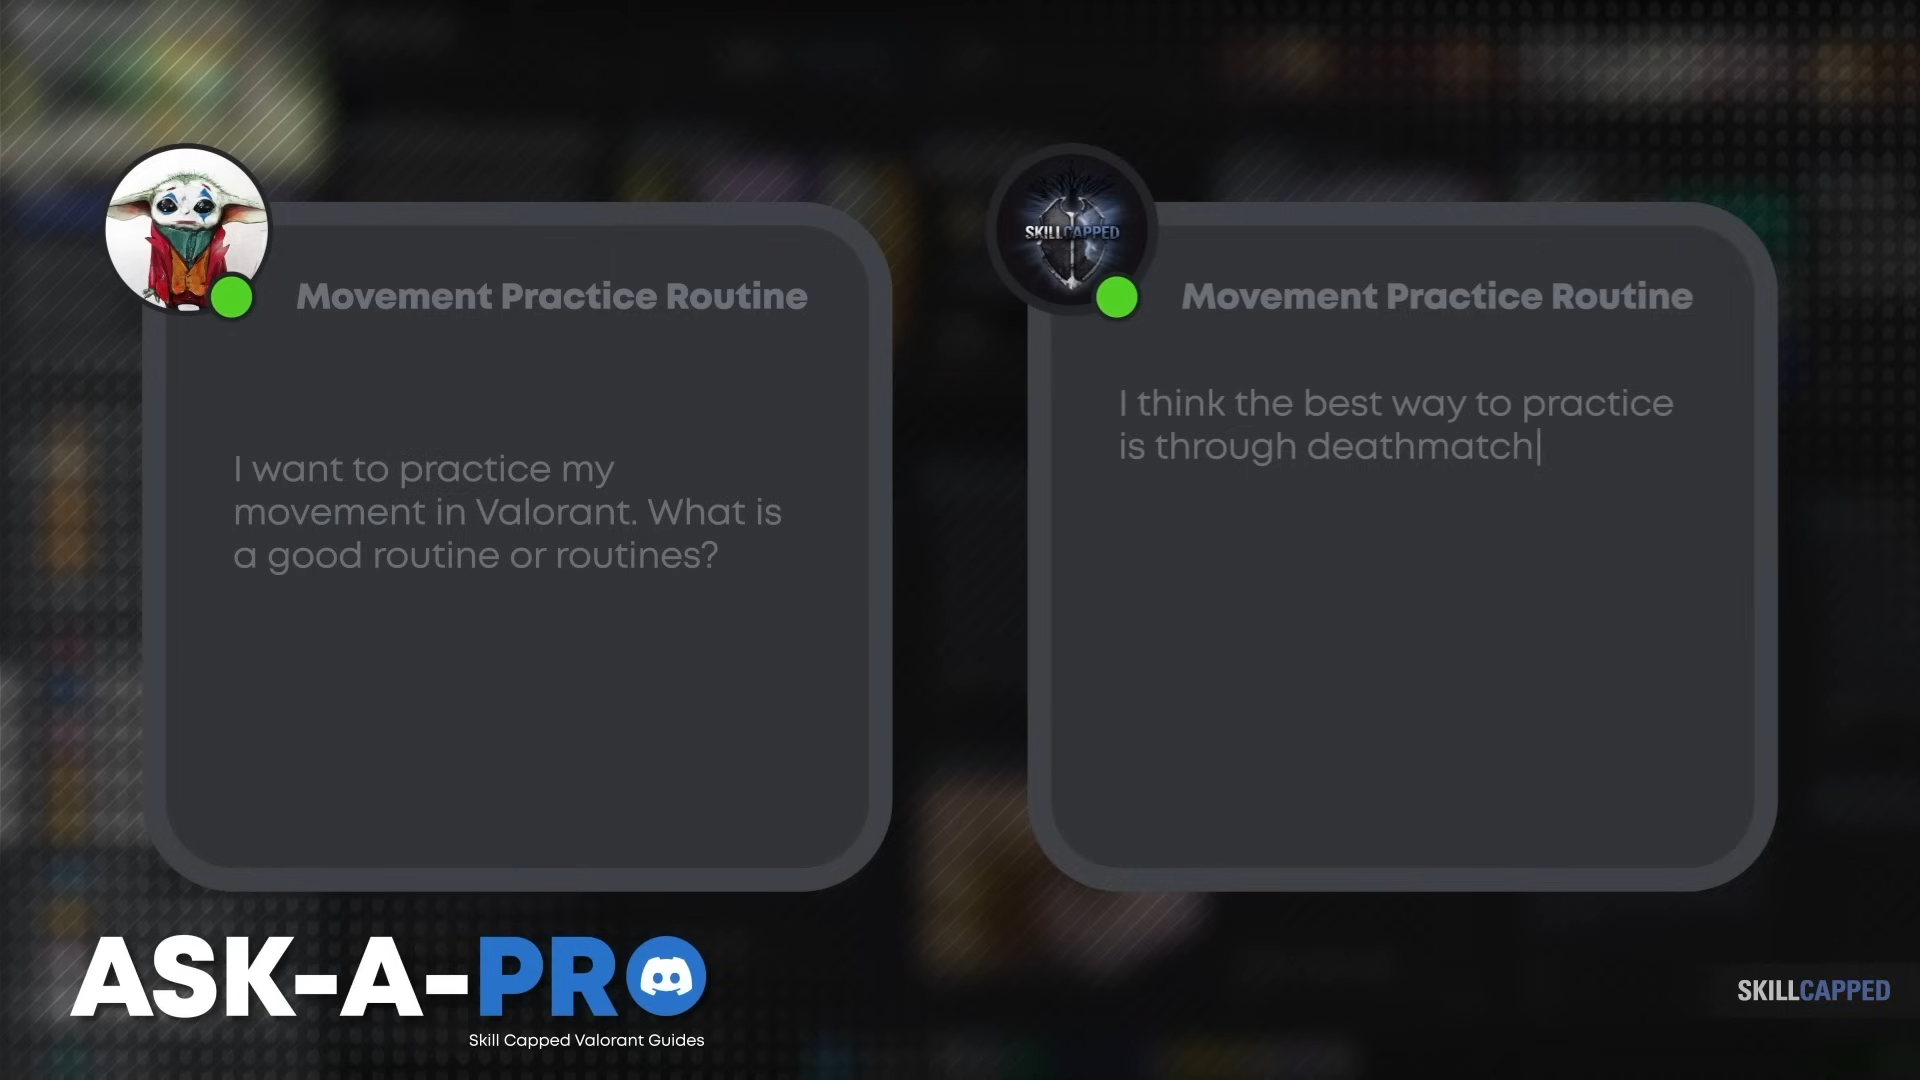 Movement Practice Routine
I want to practice my
movement in Valorant. What is
a good routine or routines?
SKILLCAPPED
Movement Practice Routine
I think the best way to practice
is through deathmatch
ASK-A-PRO
Skill Capped Valorant Guides
SKILLCAPPED